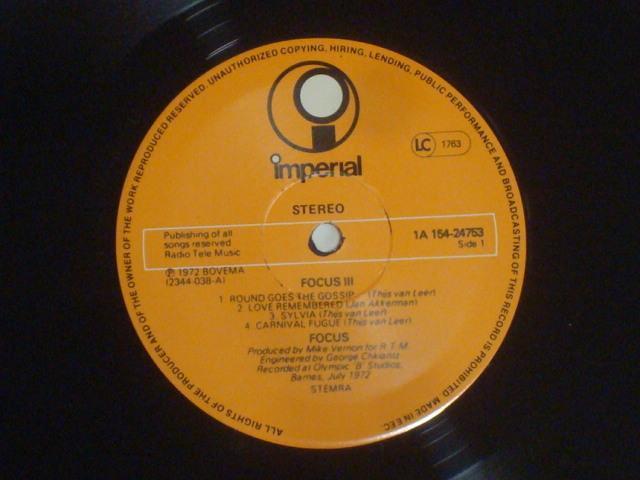 ALL RIGHTS OF THE PRODUCER AND OF THE OWNER OF THE WORK REPRODUCED RESERVED. UNAUTHORIZED COPYING, HIRING, LENDING, PUBLIC PERFORMANCE AND BROADCASTING OF THIS RECORD IS PROHIBITED. MADE IN EEC.
imperial
LC 1763
STEREO
Publishing of all
songs reserved
Radio Tele Music
1A 154-24753
Side 1
℗ 1972 BOVEMA
(2344-038-A)
FOCUS III
1 ROUND GOES THE GOSSIP... (This van Leer)
2 LOVE REMEMBERED (Jan Akkerman)
3 SYLVIA (This van Leer)
4 CARNIVAL FUGUE (This van Leer)
FOCUS
Produced by Mike Vernon for R.T.M.
Engineered by George Chkiantz
Recorded at Olympic 'B' Studios,
Barnes, July 1972
STEMRA